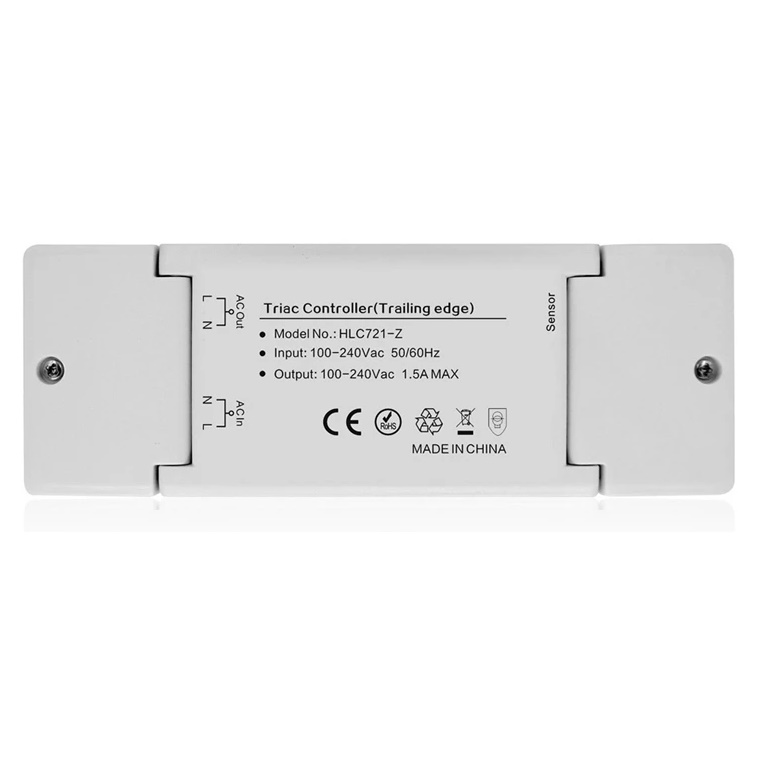 AC Out
L N
AC In
N L
Triac Controller(Trailing edge)
• Model No.: HLC721-Z
• Input: 100-240Vac 50/60Hz
• Output: 100-240Vac 1.5A MAX
CE RoHS
MADE IN CHINA
Sensor